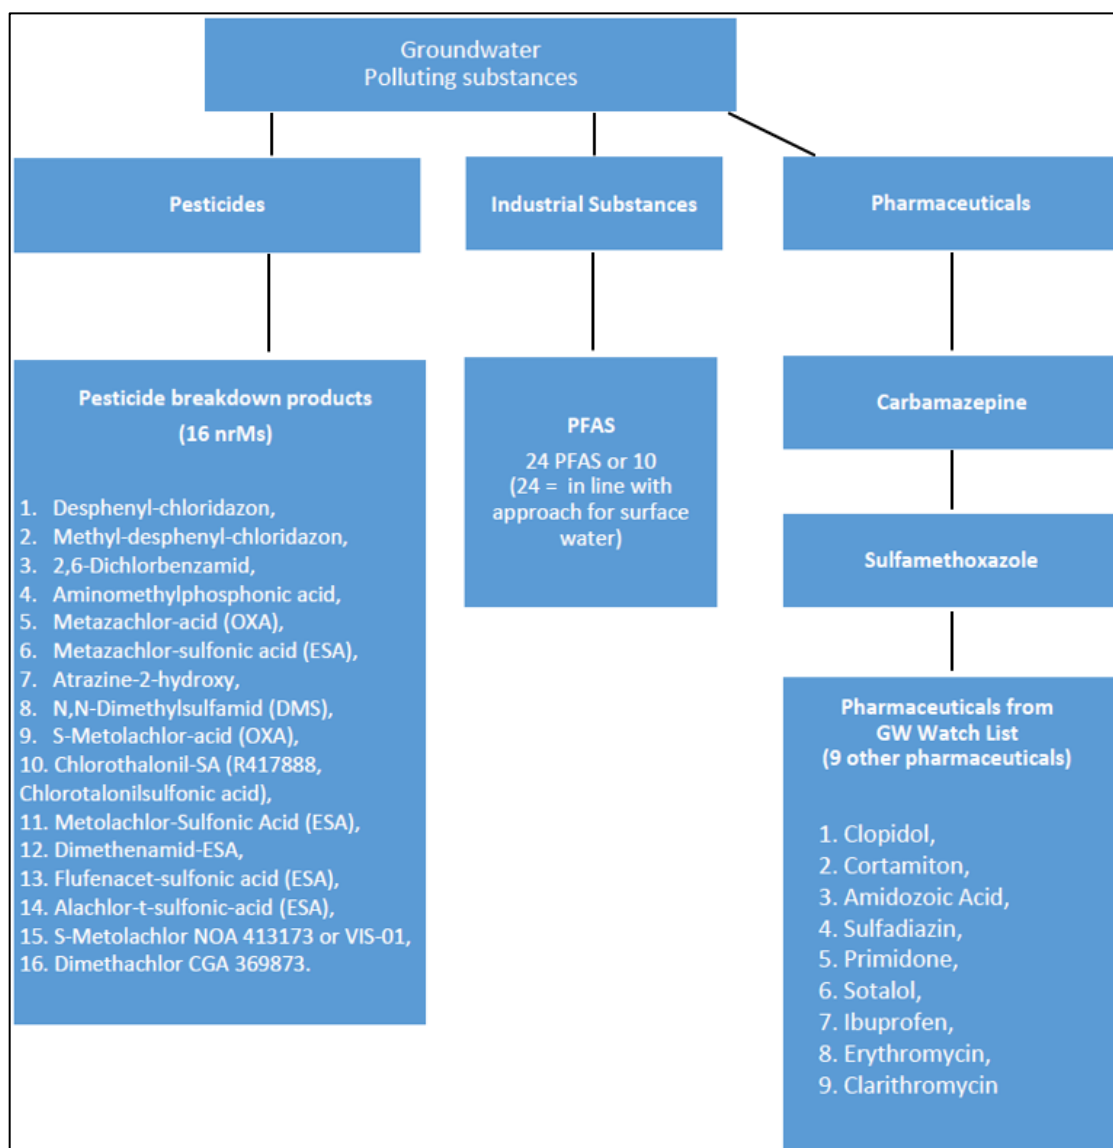 Groundwater
Polluting substances
Pesticides
Industrial Substances
Pharmaceuticals
Pesticide breakdown products
(16 nrMs)
1. Desphenyl-chloridazon,
2. Methyl-desphenyl-chloridazon,
3. 2,6-Dichlorbenzamid,
4. Aminomethylphosphonic acid,
5. Metazachlor-acid (OXA),
6. Metazachlor-sulfonic acid (ESA),
7. Atrazine-2-hydroxy,
8. N,N-Dimethylsulfamid (DMS),
9. S-Metolachlor-acid (OXA),
10. Chlorothalonil-SA (R417888,
Chlorotalonilsulfonic acid),
11. Metolachlor-Sulfonic Acid (ESA),
12. Dimethenamid-ESA,
13. Flufenacet-sulfonic acid (ESA),
14. Alachlor-t-sulfonic-acid (ESA),
15. S-Metolachlor NOA 413173 or VIS-01,
16. Dimethachlor CGA 369873.
PFAS
24 PFAS or 10
(24 = in line with
approach for surface
water)
Carbamazepine
Sulfamethoxazole
Pharmaceuticals from
GW Watch List
(9 other pharmaceuticals)
1. Clopidol,
2. Cortamiton,
3. Amidozoic Acid,
4. Sulfadiazin,
5. Primidone,
6. Sotalol,
7. Ibuprofen,
8. Erythromycin,
9. Clarithromycin